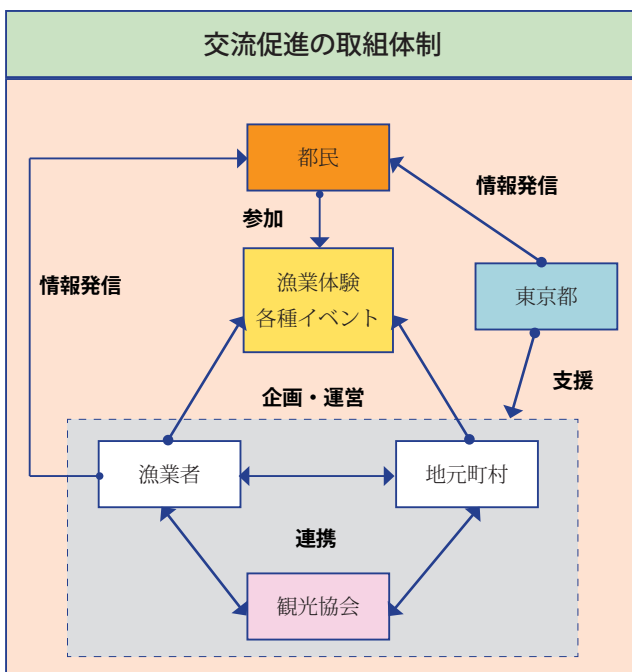 交流促進の取組体制
都民
情報発信
参加
情報発信
漁業体験
各種イベント
東京都
支援
企画・運営
漁業者
地元町村
連携
観光協会